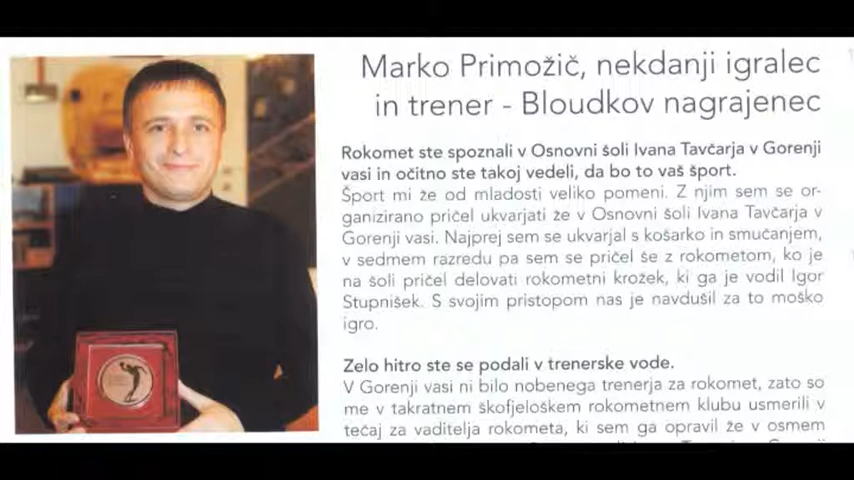 Marko Primožič, nekdanji igralec
in trener - Bloudkov nagrajenec
Rokomet ste spoznali v Osnovni šoli Ivana Tavčarja v Gorenji
vasi in očitno ste takoj vedeli, da bo to vaš šport.
Šport mi že od mladosti veliko pomeni. Z njim sem se or-
ganizirano pričel ukvarjati že v Osnovni šoli Ivana Tavčarja v
Gorenji vasi. Najprej sem se ukvarjal s košarko in smučanjem,
v sedmem razredu pa sem se pričel še z rokometom, ko je
na šoli pričel delovati rokometni krožek, ki ga je vodil Igor
Stupnišek. S svojim pristopom nas je navdušil za to moško
igro.
Zelo hitro ste se podali v trenerske vode.
V Gorenji vasi ni bilo nobenega trenerja za rokomet, zato so
me v takratnem škofjeloškem rokometnem klubu usmerili v
tečaj za vaditelja rokometa, ki sem ga opravil že v osmem